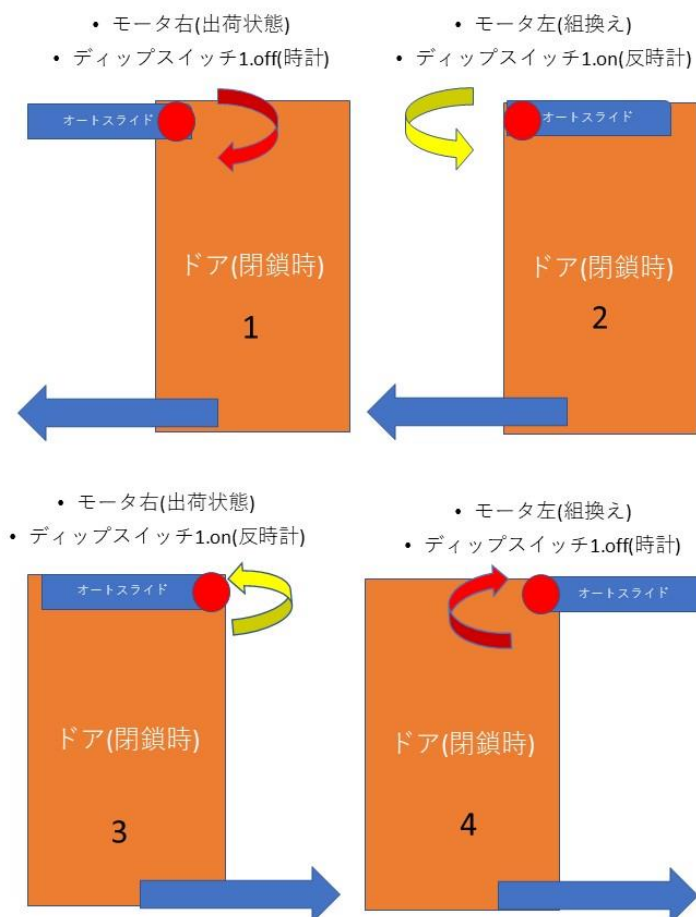 • モータ右(出荷状態)
• ディップスイッチ1.off(時計)
オートスライド
ドア(閉鎖時)
1
• モータ左(組換え)
• ディップスイッチ1.on(反時計)
オートスライド
ドア(閉鎖時)
2
• モータ右(出荷状態)
• ディップスイッチ1.on(反時計)
オートスライド
ドア(閉鎖時)
3
• モータ左(組換え)
• ディップスイッチ1.off(時計)
オートスライド
ドア(閉鎖時)
4